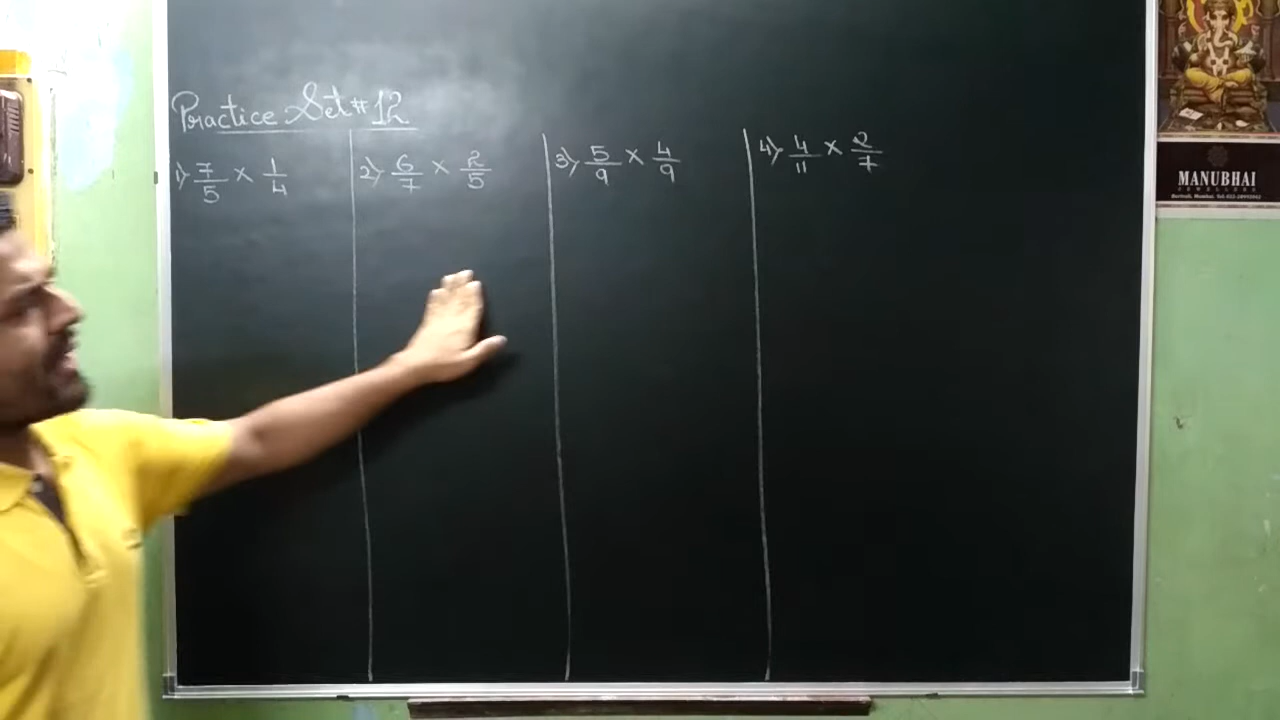 Practice Set # 12
1) 7/5 × 1/4
2) 6/7 × 2/5
3) 5/9 × 4/9
4) 4/11 × 2/7
MANUBHAI
JEWELLERS